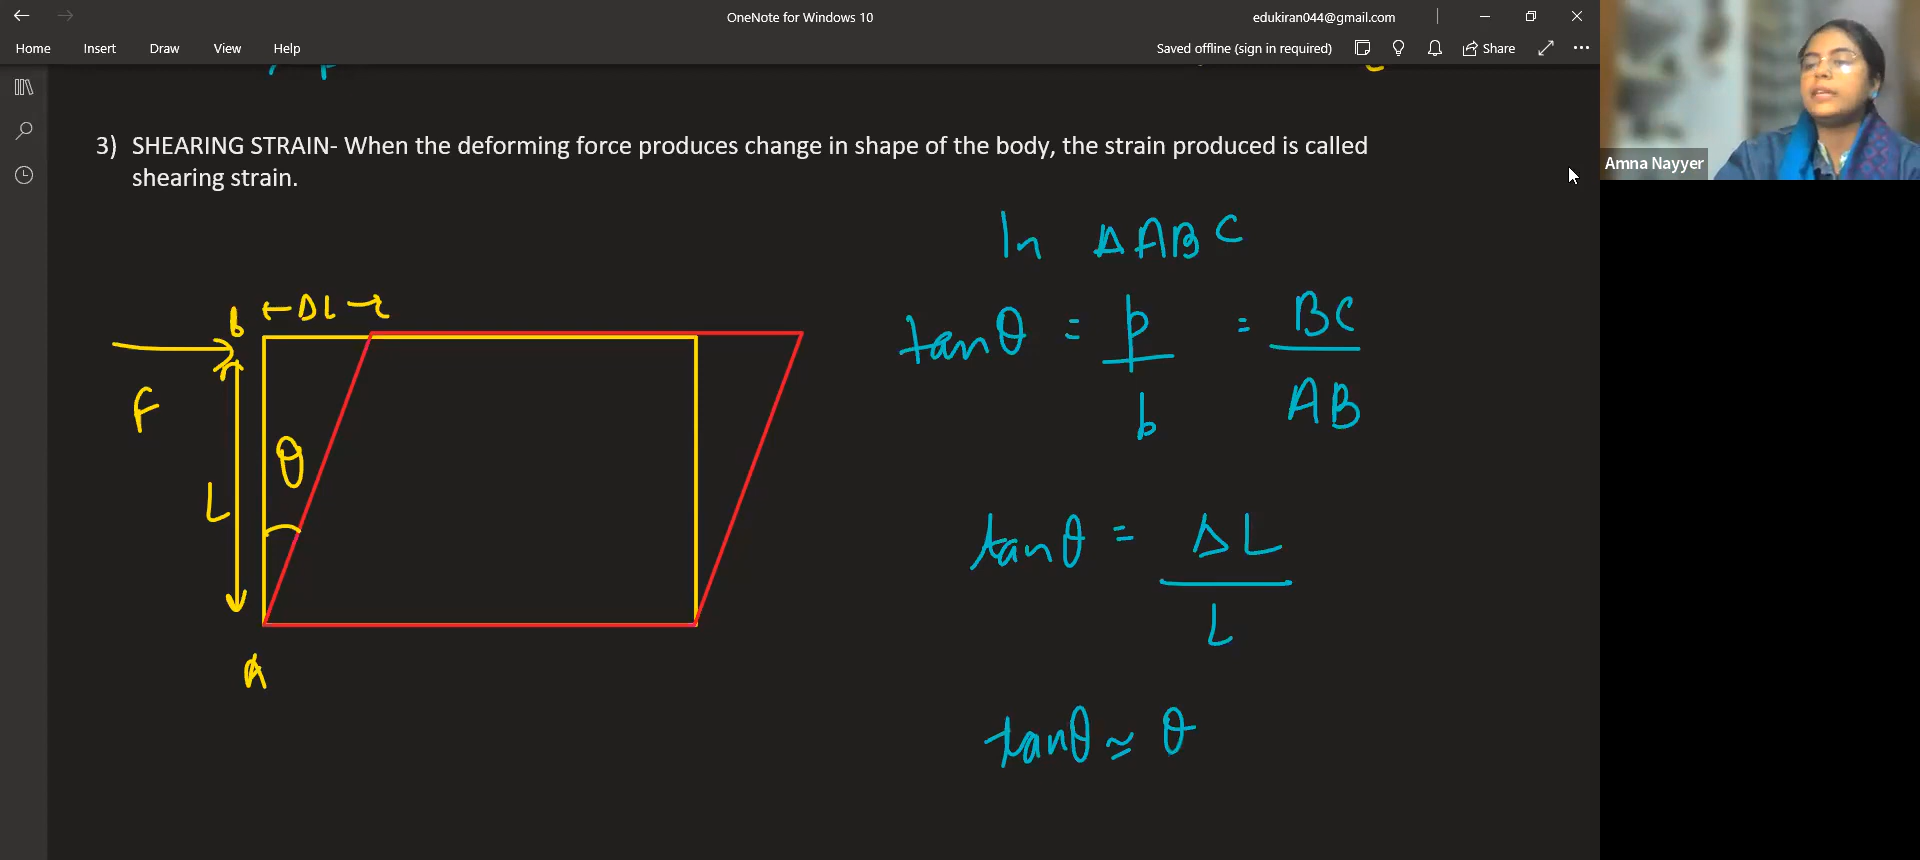 OneNote for Windows 10
edukiran044@gmail.com
Home Insert Draw View Help
Saved offline (sign in required)
Share
Amna Nayyer
3) SHEARING STRAIN- When the deforming force produces change in shape of the body, the strain produced is called
shearing strain.
In ΔABC
b ← ΔL →
tanθ = p/b = BC/AB
F
θ
L
tanθ = ΔL/L
A
tanθ ≃ θ